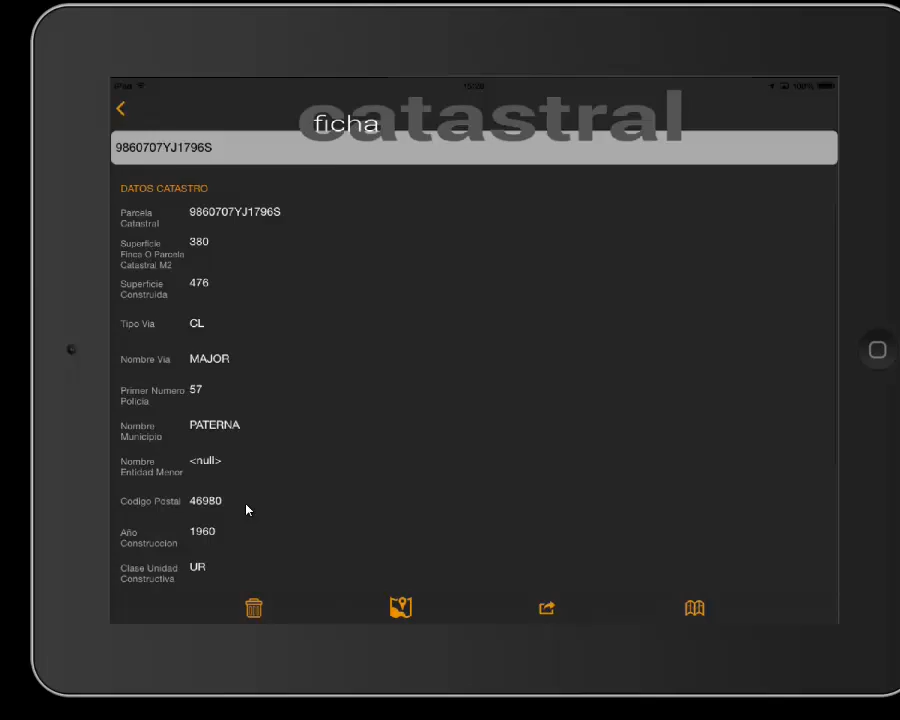 iPad
100%
catastral
ficha
9860707YJ1796S
DATOS CATASTRO
Parcela Catastral 9860707YJ1796S
Superficie Finca O Parcela Catastral M2 380
Superficie Construida 476
Tipo Via CL
Nombre Via MAJOR
Primer Numero Policia 57
Nombre Municipio PATERNA
Nombre Entidad Menor <null>
Codigo Postal 46980
Año Construccion 1960
Clase Unidad Constructiva UR